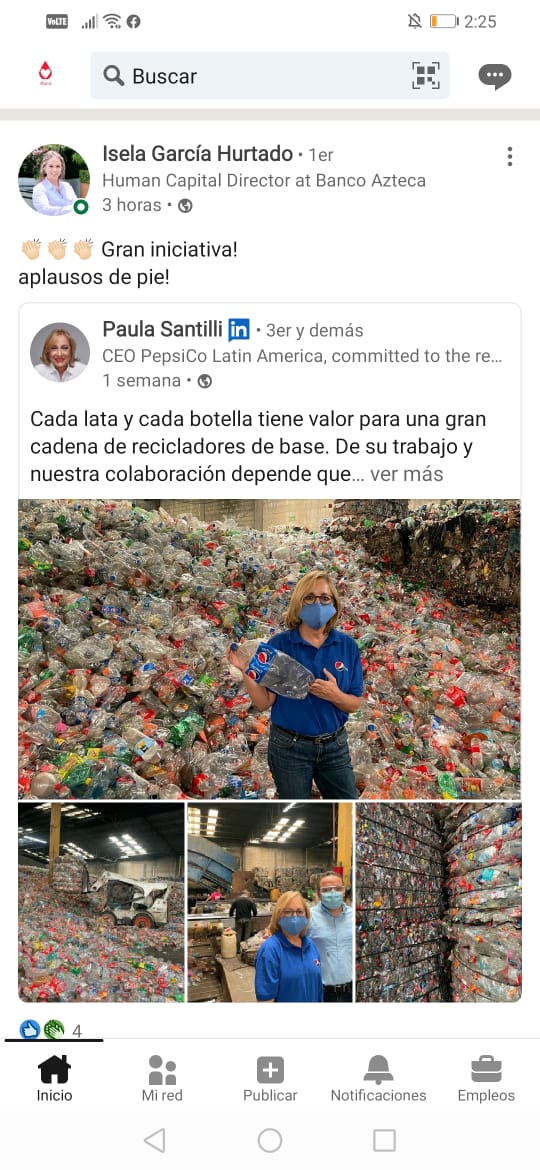 VoLTE 2:25
Buscar
Isela García Hurtado • 1er
Human Capital Director at Banco Azteca
3 horas •
👏🏻 👏🏻 👏🏻 Gran iniciativa!
aplausos de pie!
Paula Santilli in • 3er y demás
CEO PepsiCo Latin America, committed to the re...
1 semana •
Cada lata y cada botella tiene valor para una gran
cadena de recicladores de base. De su trabajo y
nuestra colaboración depende que... ver más
4
Inicio
Mi red
Publicar
Notificaciones
Empleos